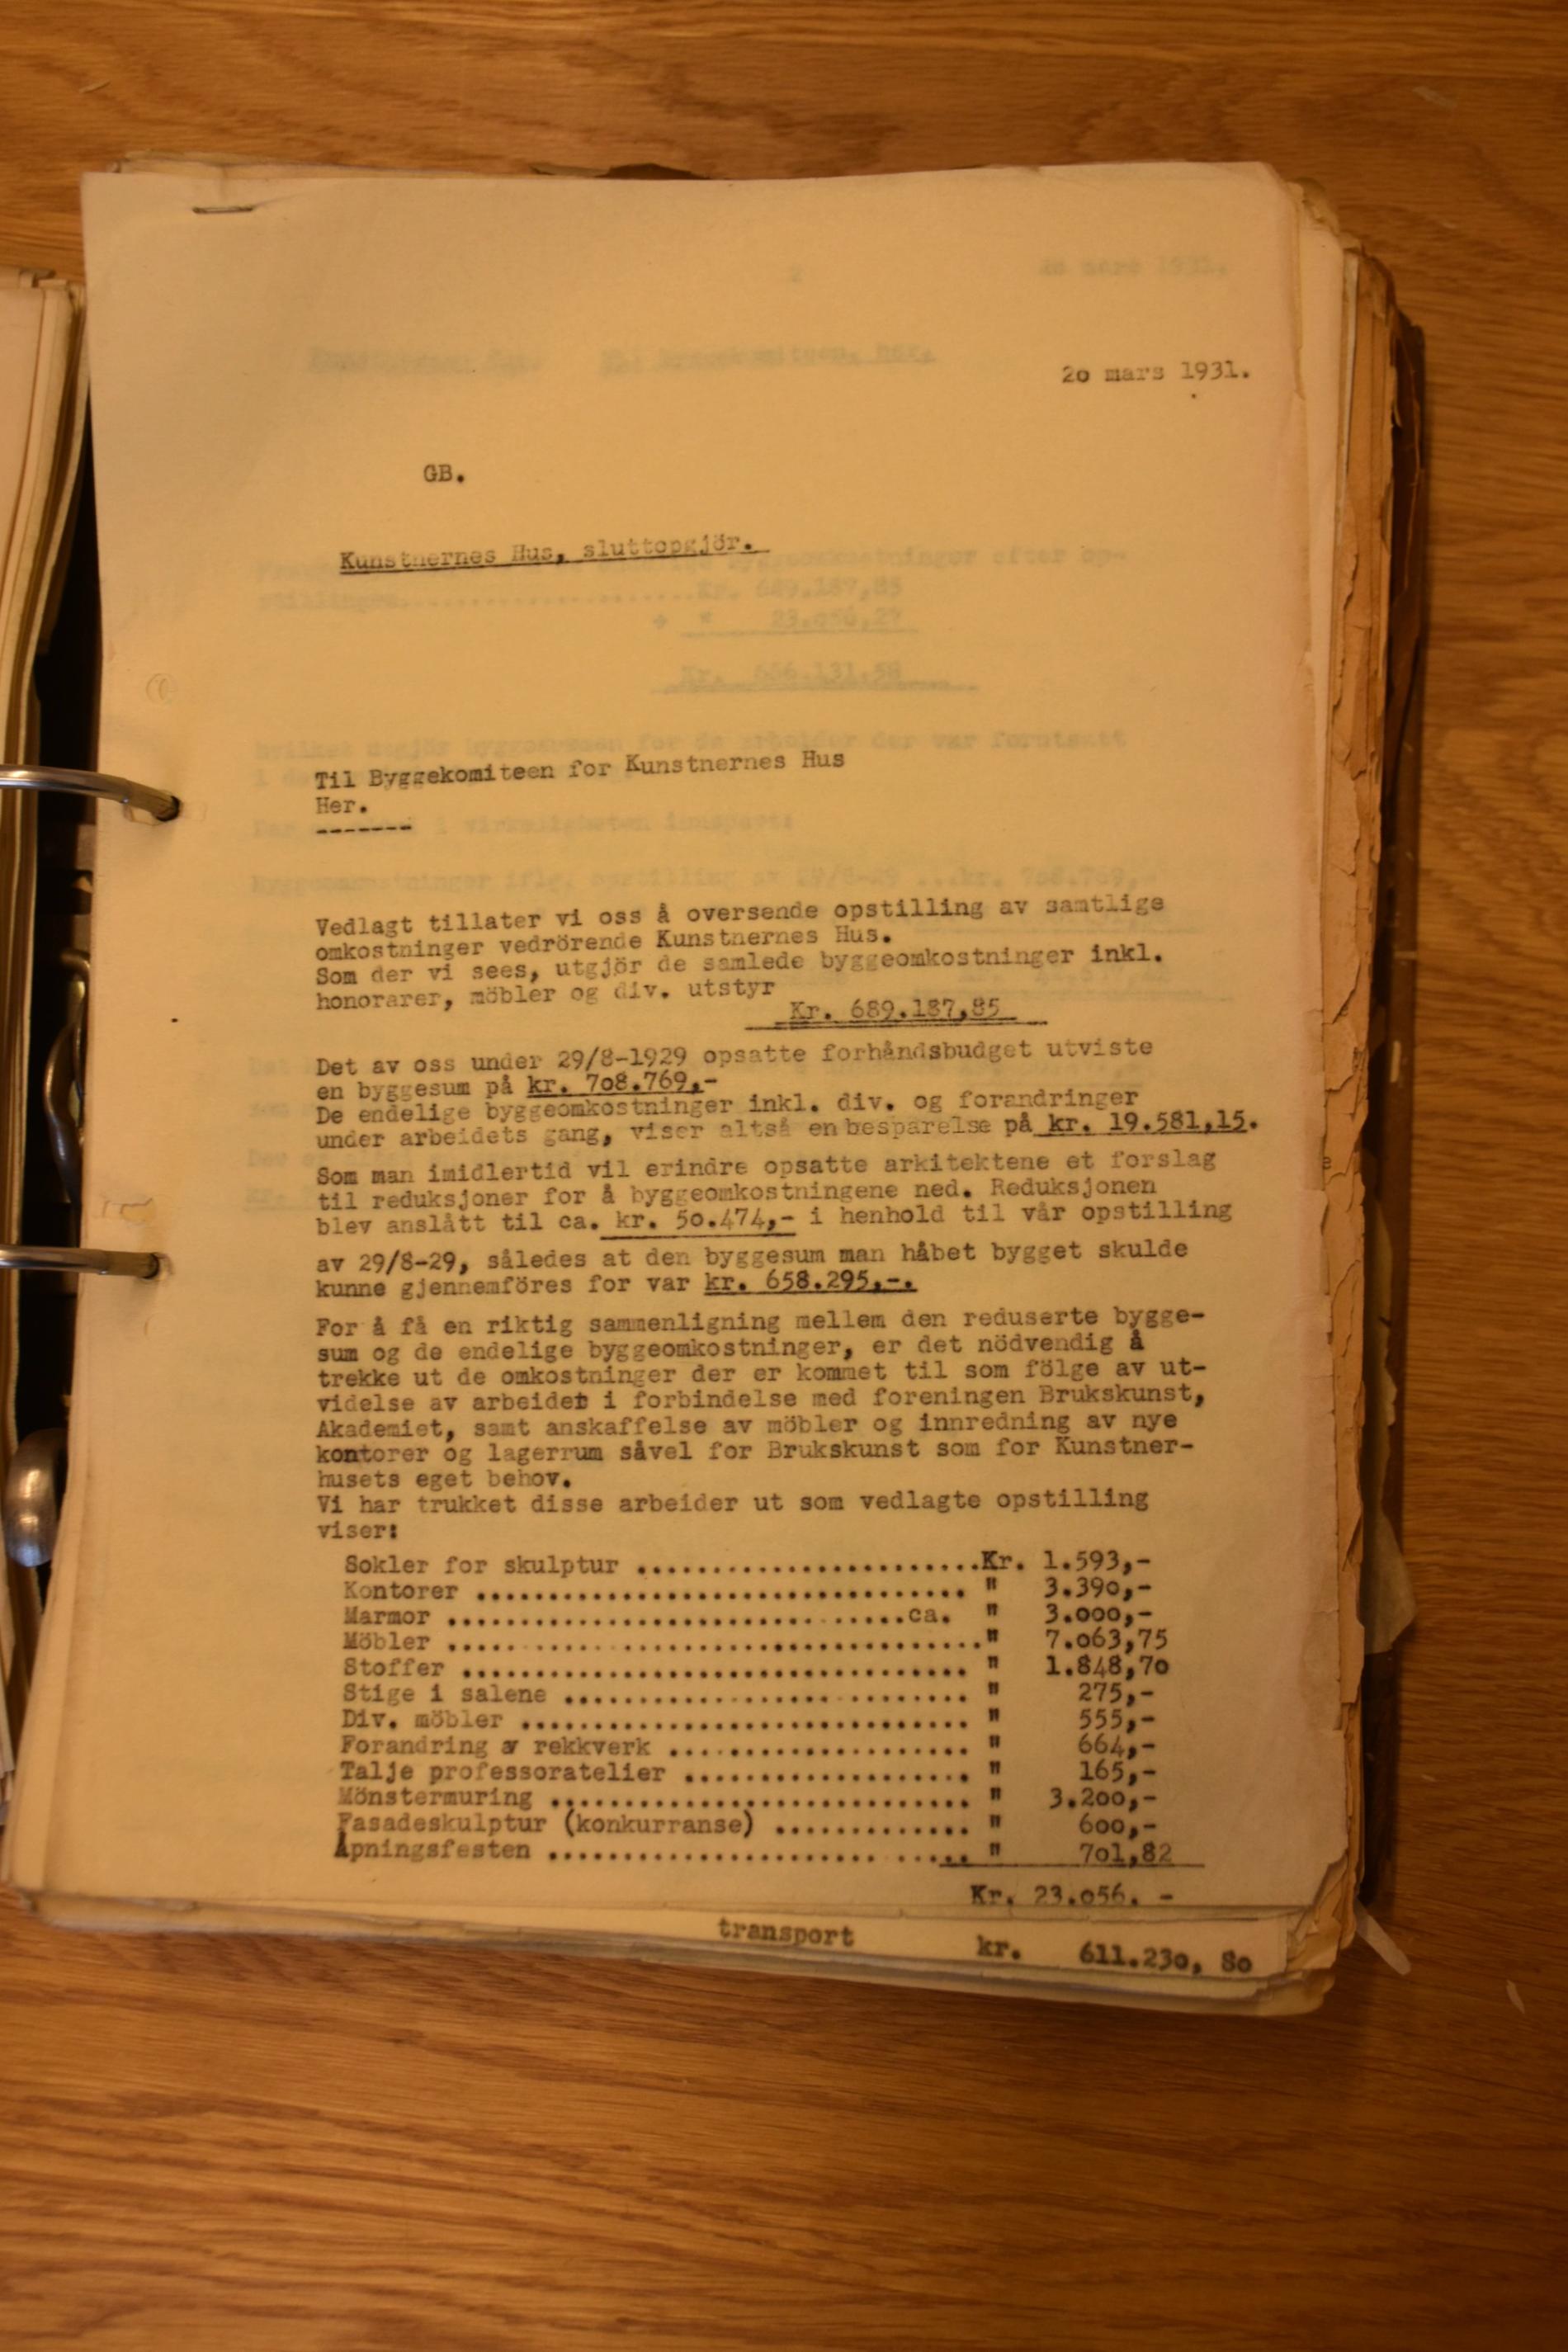 20 mars 1931.
GB.
Kunstnernes Hus, sluttopgjör.
Kr. 689.187,85
÷ " 23.056,27
Kr. 666.131,58
Til Byggekomiteen for Kunstnernes Hus
Her.
-------
Vedlagt tillater vi oss å oversende opstilling av samtlige
omkostninger vedrörende Kunstnernes Hus.
Som der vi sees, utgjör de samlede byggeomkostninger inkl.
honorarer, möbler og div. utstyr
Kr. 689.187,85
Det av oss under 29/8-1929 opsatte forhåndsbudget utviste
en byggesum på kr. 708.769,-
De endelige byggeomkostninger inkl. div. og forandringer
under arbeidets gang, viser altså en besparelse på kr. 19.581,15.
Som man imidlertid vil erindre opsatte arkitektene et forslag
til reduksjoner for å byggeomkostningene ned. Reduksjonen
blev anslått til ca. kr. 50.474,- i henhold til vår opstilling
av 29/8-29, således at den byggesum man håbet bygget skulde
kunne gjennemföres for var kr. 658.295,-.
For å få en riktig sammenligning mellem den reduserte bygge-
sum og de endelige byggeomkostninger, er det nödvendig å
trekke ut de omkostninger der er kommet til som fölge av ut-
videlse av arbeidet i forbindelse med foreningen Brukskunst,
Akademiet, samt anskaffelse av möbler og innredning av nye
kontorer og lagerrum såvel for Brukskunst som for Kunstner-
husets eget behov.
Vi har trukket disse arbeider ut som vedlagte opstilling
viser:
Sokler for skulptur ........................Kr. 1.593,-
Kontorer .................................. " 3.390,-
Marmor ................................ca. " 3.000,-
Möbler ....................................." 7.063,75
Stoffer ................................... " 1.848,70
Stige i salene ............................ " 275,-
Div. möbler ............................... " 555,-
Forandring av rekkverk ..................... " 664,-
Talje professoratelier .................... " 165,-
Mönstermuring ............................. " 3.200,-
Fasadeskulptur (konkurranse) .............. " 600,-
Åpningsfesten ............................. " 701,82
Kr. 23.056. -
transport kr. 611.230, 80